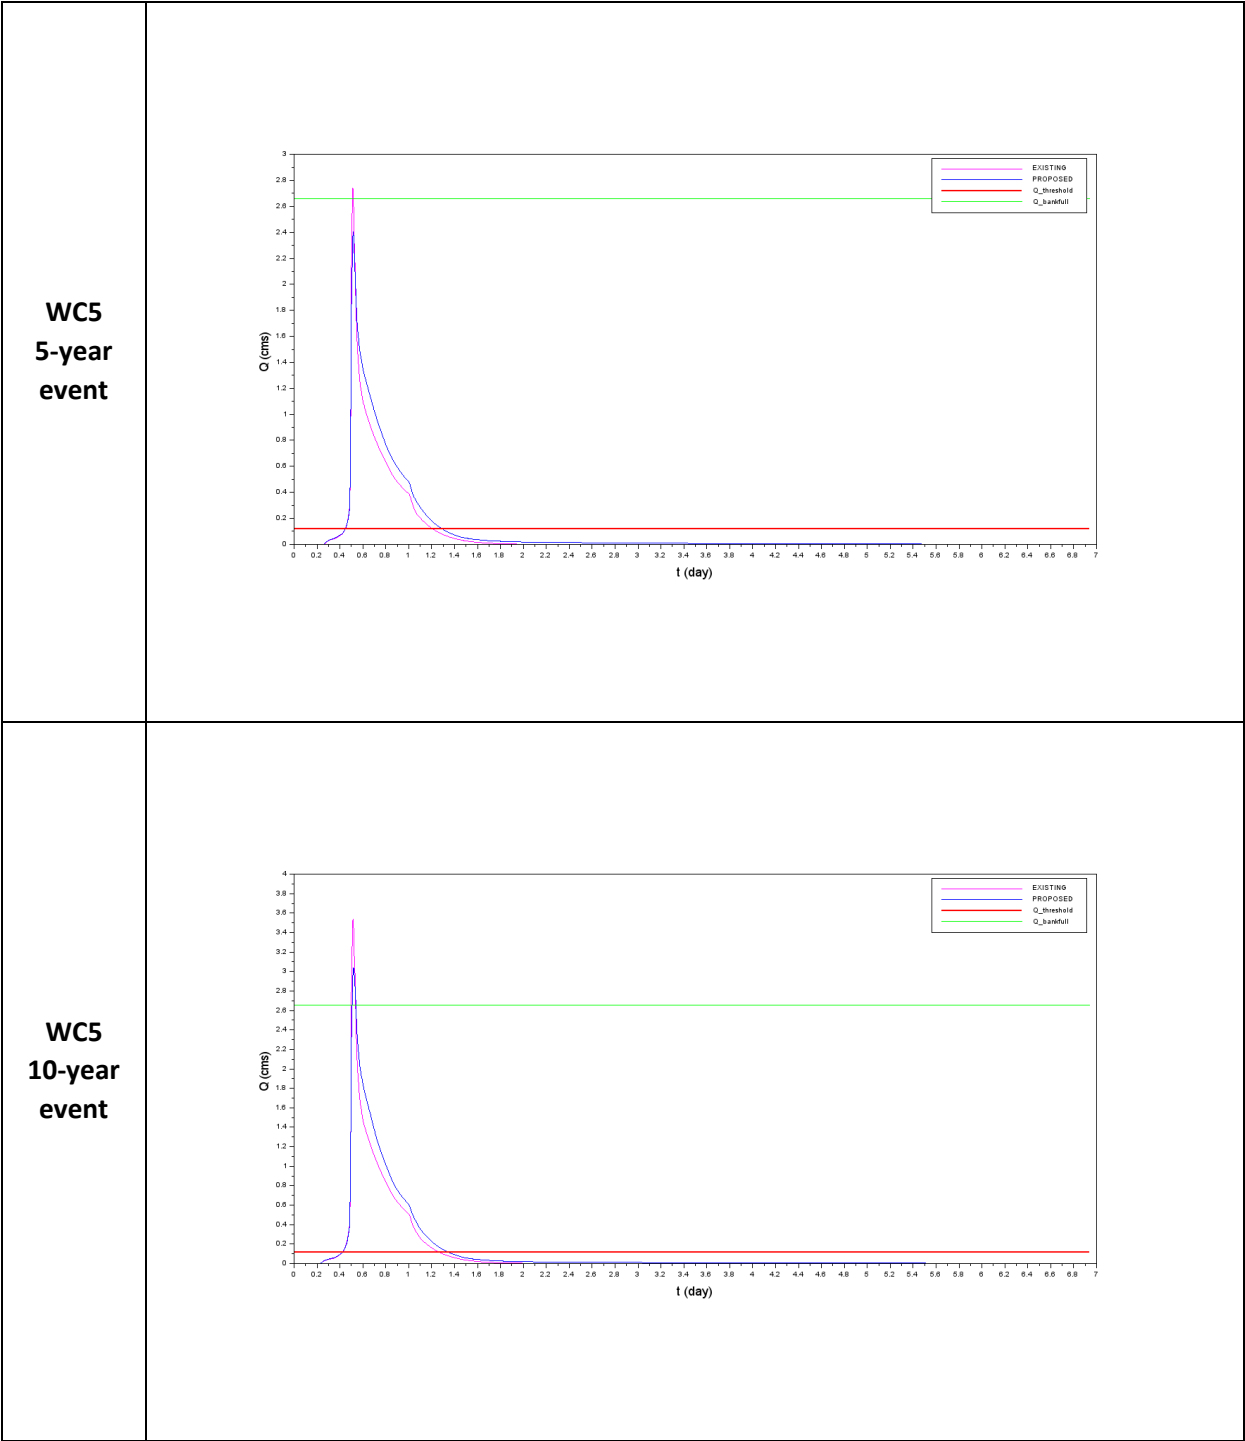 WC5
5-year
event
3
2.8
2.6
2.4
2.2
2
1.8
1.6
1.4
1.2
1
0.8
0.6
0.4
0.2
0
Q (cms)
EXISTING
PROPOSED
Q_threshold
Q_bankfull
0 0.2 0.4 0.6 0.8 1 1.2 1.4 1.6 1.8 2 2.2 2.4 2.6 2.8 3 3.2 3.4 3.6 3.8 4 4.2 4.4 4.6 4.8 5 5.2 5.4 5.6 5.8 6 6.2 6.4 6.6 6.8 7
t (day)
WC5
10-year
event
4
3.8
3.6
3.4
3.2
3
2.8
2.6
2.4
2.2
2
1.8
1.6
1.4
1.2
1
0.8
0.6
0.4
0.2
0
Q (cms)
EXISTING
PROPOSED
Q_threshold
Q_bankfull
0 0.2 0.4 0.6 0.8 1 1.2 1.4 1.6 1.8 2 2.2 2.4 2.6 2.8 3 3.2 3.4 3.6 3.8 4 4.2 4.4 4.6 4.8 5 5.2 5.4 5.6 5.8 6 6.2 6.4 6.6 6.8 7
t (day)